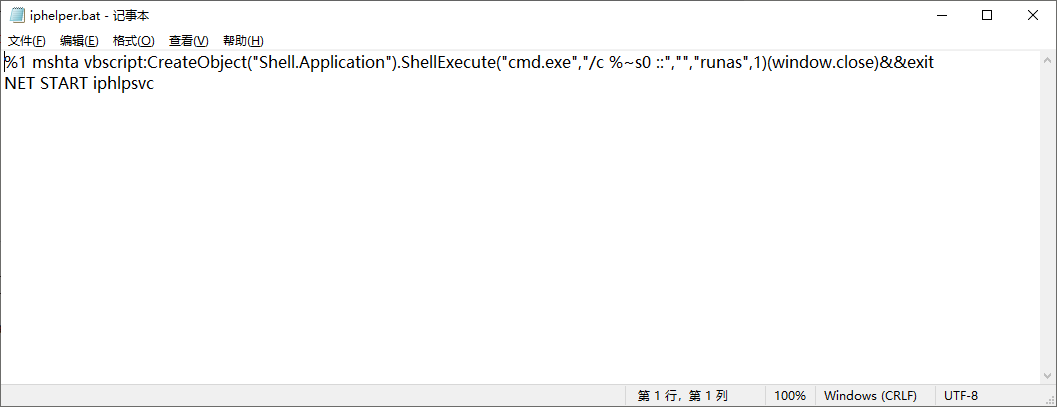 iphelper.bat - 记事本
文件(F) 编辑(E) 格式(O) 查看(V) 帮助(H)
%1 mshta vbscript:CreateObject("Shell.Application").ShellExecute("cmd.exe","/c %~s0 ::","","runas",1)(window.close)&&exit
NET START iphlpsvc
第 1 行，第 1 列 100% Windows (CRLF) UTF-8